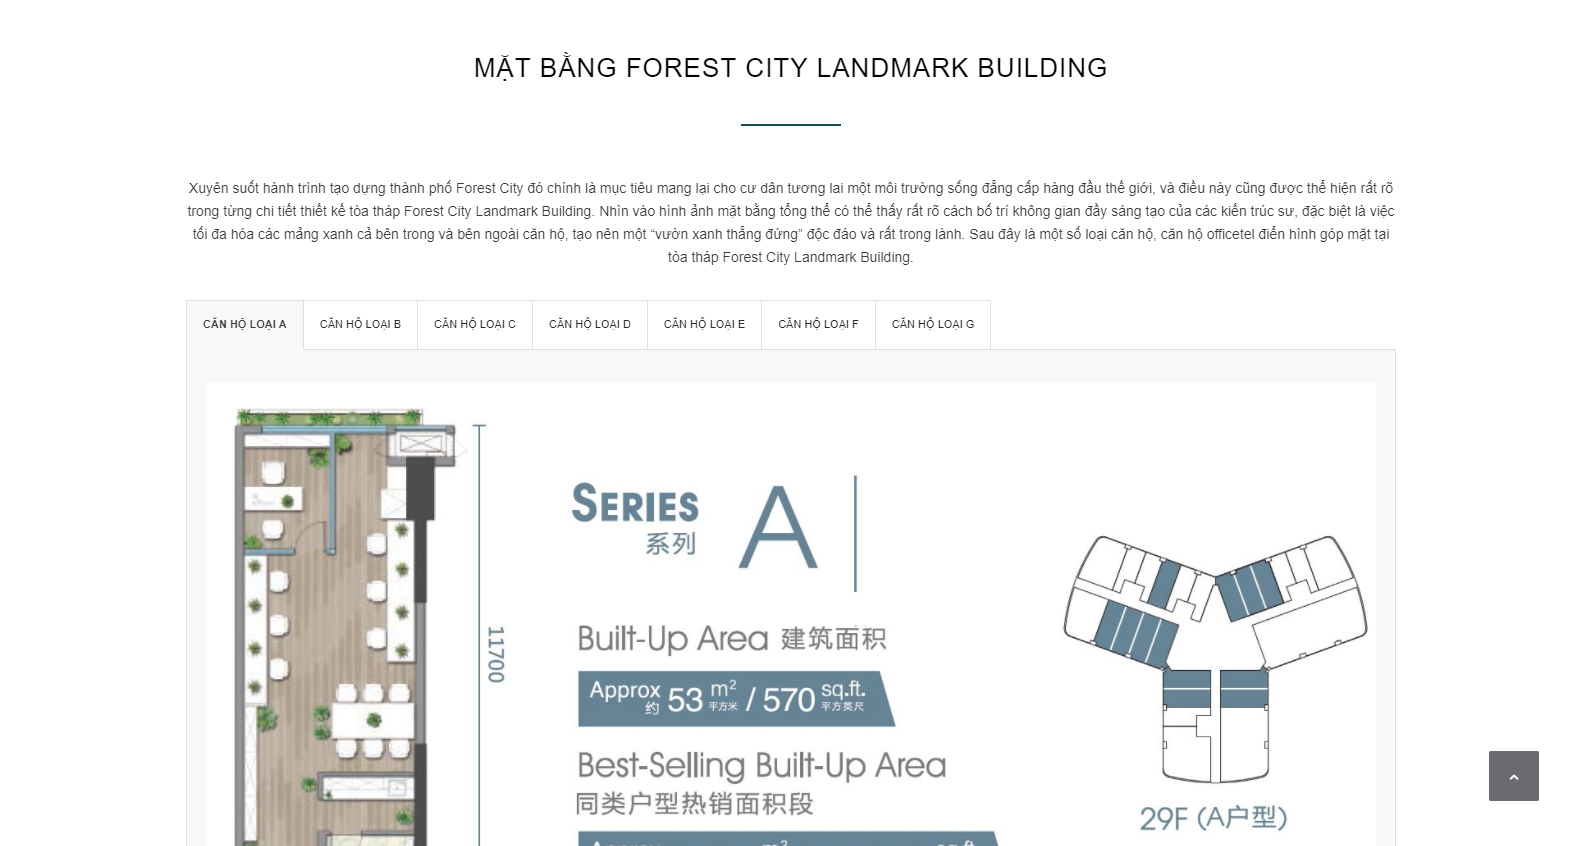 MẶT BẰNG FOREST CITY LANDMARK BUILDING
Xuyên suốt hành trình tạo dựng thành phố Forest City đó chính là mục tiêu mang lại cho cư dân tương lai một môi trường sống đẳng cấp hàng đầu thế giới, và điều này cũng được thể hiện rất rõ
trong từng chi tiết thiết kế tòa tháp Forest City Landmark Building. Nhìn vào hình ảnh mặt bằng tổng thể có thể thấy rất rõ cách bố trí không gian đầy sáng tạo của các kiến trúc sư, đặc biệt là việc
tối đa hóa các mảng xanh cả bên trong và bên ngoài căn hộ, tạo nên một “vườn xanh thẳng đứng” độc đáo và rất trong lành. Sau đây là một số loại căn hộ, căn hộ officetel điển hình góp mặt tại
tòa tháp Forest City Landmark Building.
CĂN HỘ LOẠI A
CĂN HỘ LOẠI B
CĂN HỘ LOẠI C
CĂN HỘ LOẠI D
CĂN HỘ LOẠI E
CĂN HỘ LOẠI F
CĂN HỘ LOẠI G
SERIES A
系列
11700
Built-Up Area 建筑面积
Approx 53 m² / 570 sq.ft.
约 平方米 平方英尺
Best-Selling Built-Up Area
同类户型热销面积段
29F (A户型)